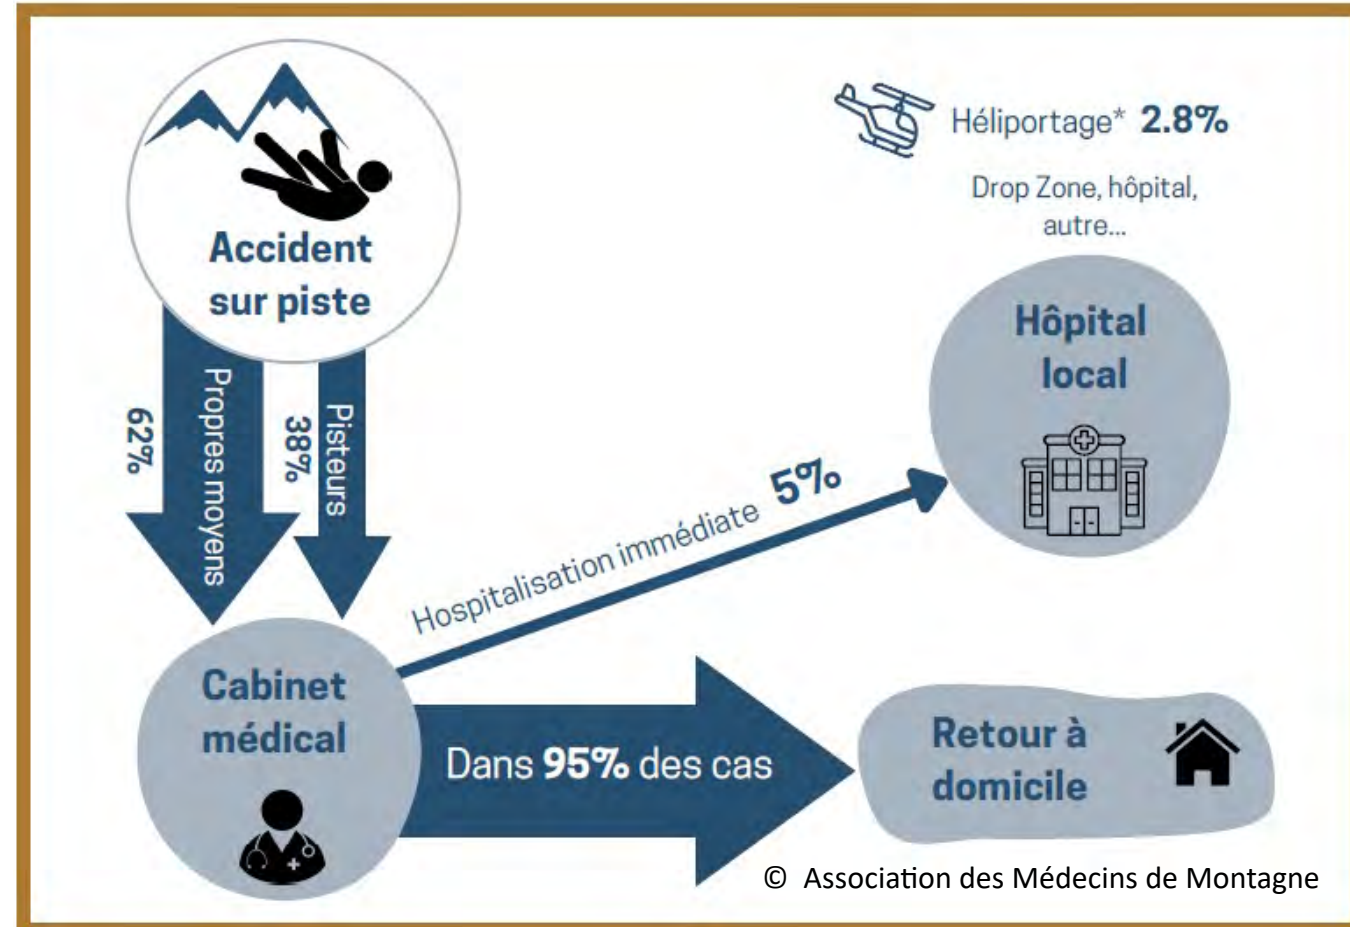 Accident
sur piste
Héliportage* 2.8%
Drop Zone, hôpital,
autre...
Hôpital
local
62%
Propres moyens
38%
Pisteurs
Hospitalisation immédiate 5%
Cabinet
médical
Dans 95% des cas
Retour à
domicile
© Association des Médecins de Montagne